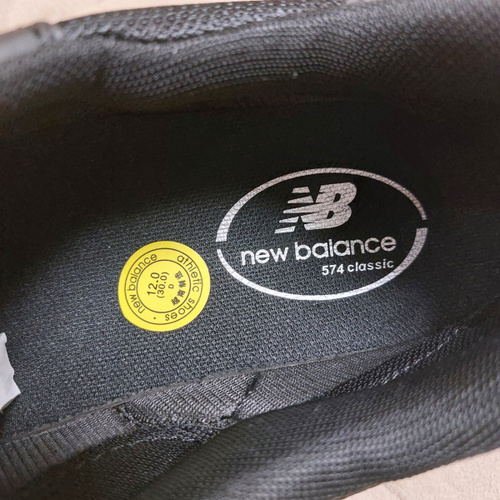 new balance athletic shoes
12.0
(30.0)
D
NB
new balance
574 classic